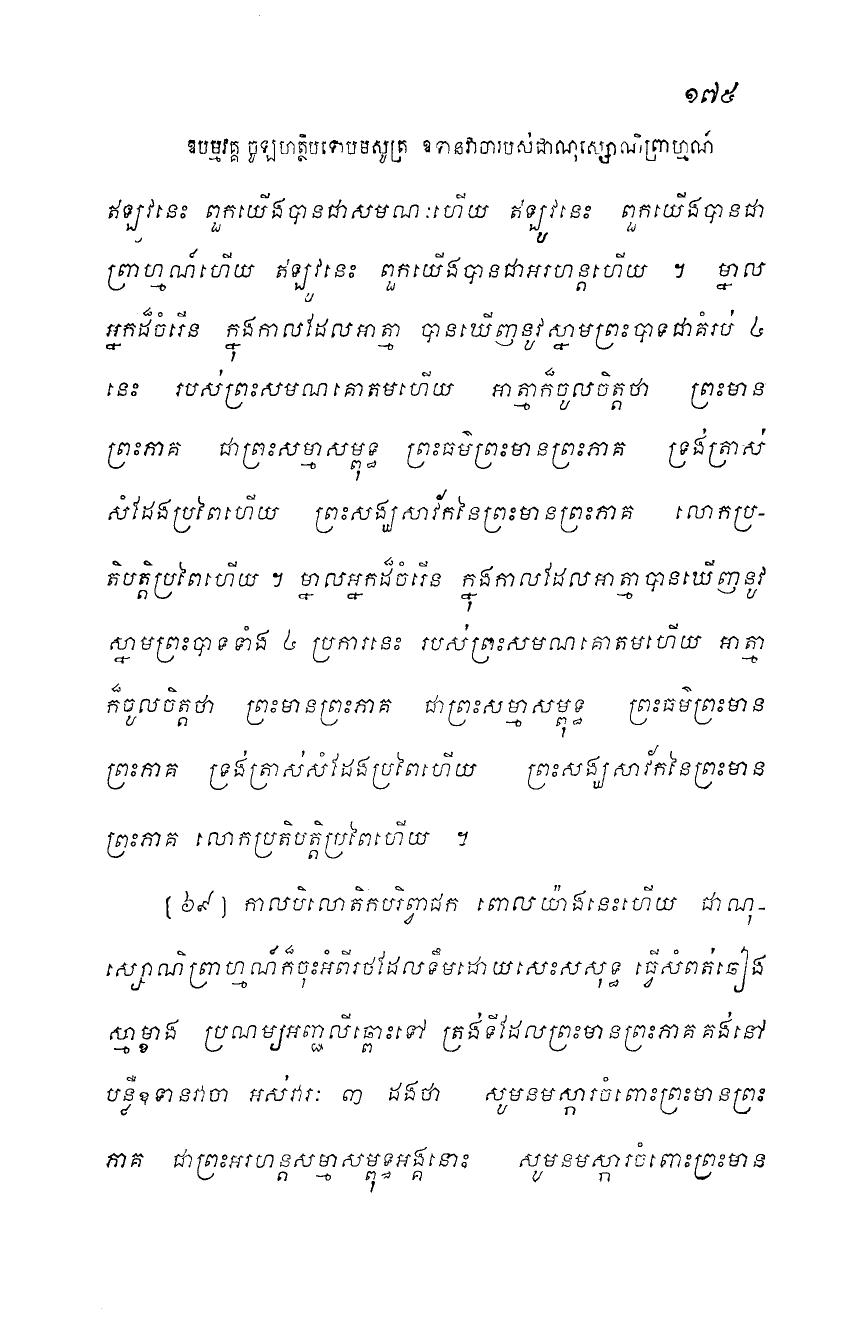 ១៧៥
ឧបម្មវគ្គ ចូឡហត្ថិបទោបមសូត្រ ឧទានវាចារបស់ជាណុស្សោណិព្រាហ្មណ៍
ឥឡូវនេះ ពួកយើងបានជាសមណៈហើយ ឥឡូវនេះ ពួកយើងបានជា
ព្រាហ្មណ៍ហើយ ឥឡូវនេះ ពួកយើងបានជាអរហន្តហើយ ។ ម្នាល
អ្នកដ៏ចំរើន ក្នុងកាលដែលអាត្មា បានឃើញនូវស្នាមព្រះបាទជាគំរប់ ៤
នេះ របស់ព្រះសមណគោតមហើយ អាត្មាក៏ចូលចិត្តថា ព្រះមាន
ព្រះភាគ ជាព្រះសម្មាសម្ពុទ្ធ ព្រះធម៌ព្រះមានព្រះភាគ ទ្រង់ត្រាស់
សំដែងប្រពៃហើយ ព្រះសង្ឃសាវ័កនៃព្រះមានព្រះភាគ លោកប្រ-
តិបត្តិប្រពៃហើយ ។ ម្នាលអ្នកដ៏ចំរើន ក្នុងកាលដែលអាត្មាបានឃើញនូវ
ស្នាមព្រះបាទទាំង ៤ ប្រការនេះ របស់ព្រះសមណគោតមហើយ អាត្មា
ក៏ចូលចិត្តថា ព្រះមានព្រះភាគ ជាព្រះសម្មាសម្ពុទ្ធ ព្រះធម៌ព្រះមាន
ព្រះភាគ ទ្រង់ត្រាស់សំដែងប្រពៃហើយ ព្រះសង្ឃសាវ័កនៃព្រះមាន
ព្រះភាគ លោកប្រតិបត្តិប្រពៃហើយ ។
[៦៩] កាលបិលោតិកបរិព្វាជក ពោលយ៉ាងនេះហើយ ជាណុ-
ស្សោណិព្រាហ្មណ៍ក៏ចុះអំពីរថដែលទឹមដោយសេះសសុទ្ធ ធ្វើសំពត់ឆៀង
ស្មាម្ខាង ប្រណម្យអញ្ជលីឆ្ពោះទៅ ត្រង់ទីដែលព្រះមានព្រះភាគគង់នៅ
បន្លឺឧទានវាចា អស់វារៈ ៣ ដងថា សូមនមស្ការចំពោះព្រះមានព្រះ
ភាគ ជាព្រះអរហន្តសម្មាសម្ពុទ្ធអង្គនោះ សូមនមស្ការចំពោះព្រះមាន